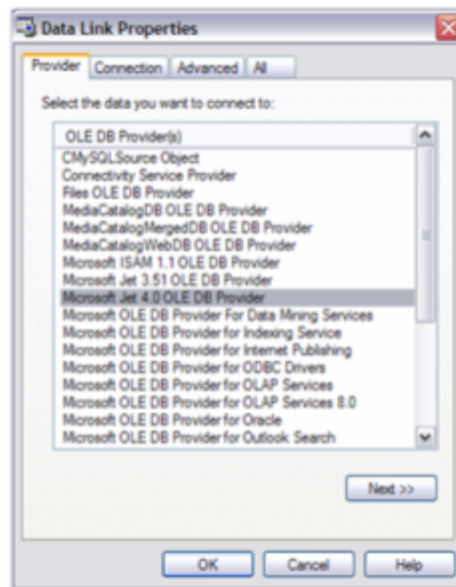 Data Link Properties
Provider Connection Advanced All
Select the data you want to connect to:
OLE DB Provider(s)
CMySQLSource Object
Connectivity Service Provider
Files OLE DB Provider
MediaCatalogDB OLE DB Provider
MediaCatalogMergedDB OLE DB Provider
MediaCatalogWebDB OLE DB Provider
Microsoft ISAM 1.1 OLE DB Provider
Microsoft Jet 3.51 OLE DB Provider
Microsoft Jet 4.0 OLE DB Provider
Microsoft OLE DB Provider For Data Mining Services
Microsoft OLE DB Provider for Indexing Service
Microsoft OLE DB Provider for Internet Publishing
Microsoft OLE DB Provider for ODBC Drivers
Microsoft OLE DB Provider for OLAP Services
Microsoft OLE DB Provider for OLAP Services 8.0
Microsoft OLE DB Provider for Oracle
Microsoft OLE DB Provider for Outlook Search
Next >>
OK Cancel Help